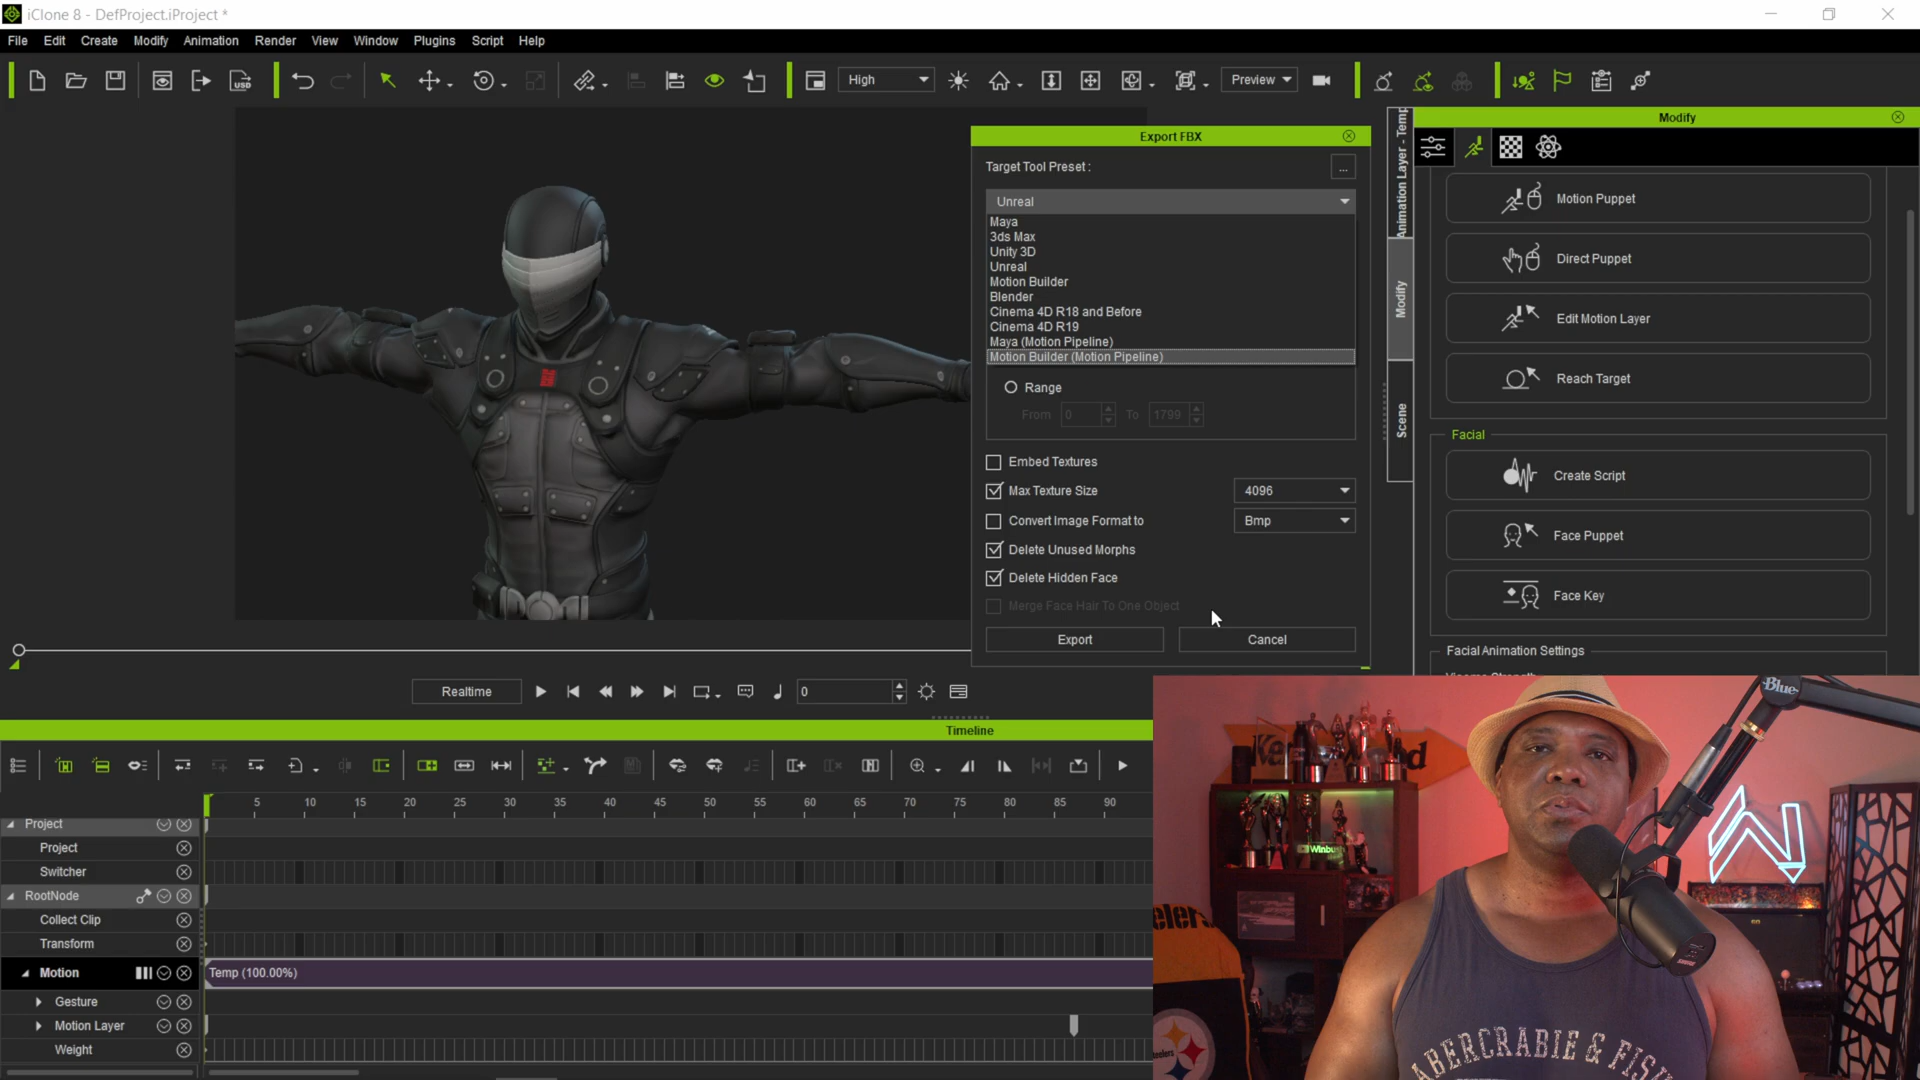 iClone 8 - DefProject.iProject *
File Edit Create Modify Animation Render View Window Plugins Script Help
USD
High
Preview
Export FBX
Target Tool Preset :
...
Unreal
Maya
3ds Max
Unity 3D
Unreal
Motion Builder
Blender
Cinema 4D R18 and Before
Cinema 4D R19
Maya (Motion Pipeline)
Motion Builder (Motion Pipeline)
Range
From 0 To 1799
Embed Textures
Max Texture Size 4096
Convert Image Format to Bmp
Delete Unused Morphs
Delete Hidden Face
Merge Face Hair To One Object
Export Cancel
Animation Layer - Temp
Modify
Scene
Modify
Motion Puppet
Direct Puppet
Edit Motion Layer
Reach Target
Facial
Create Script
Face Puppet
Face Key
Facial Animation Settings
Realtime
0
Timeline
5 10 15 20 25 30 35 40 45 50 55 60 65 70 75 80 85 90
Project
Project
Switcher
RootNode
Collect Clip
Transform
Motion
Temp (100.00%)
Gesture
Motion Layer
Weight
Blue
elers
Steelers
ABERCRABIE & FIS